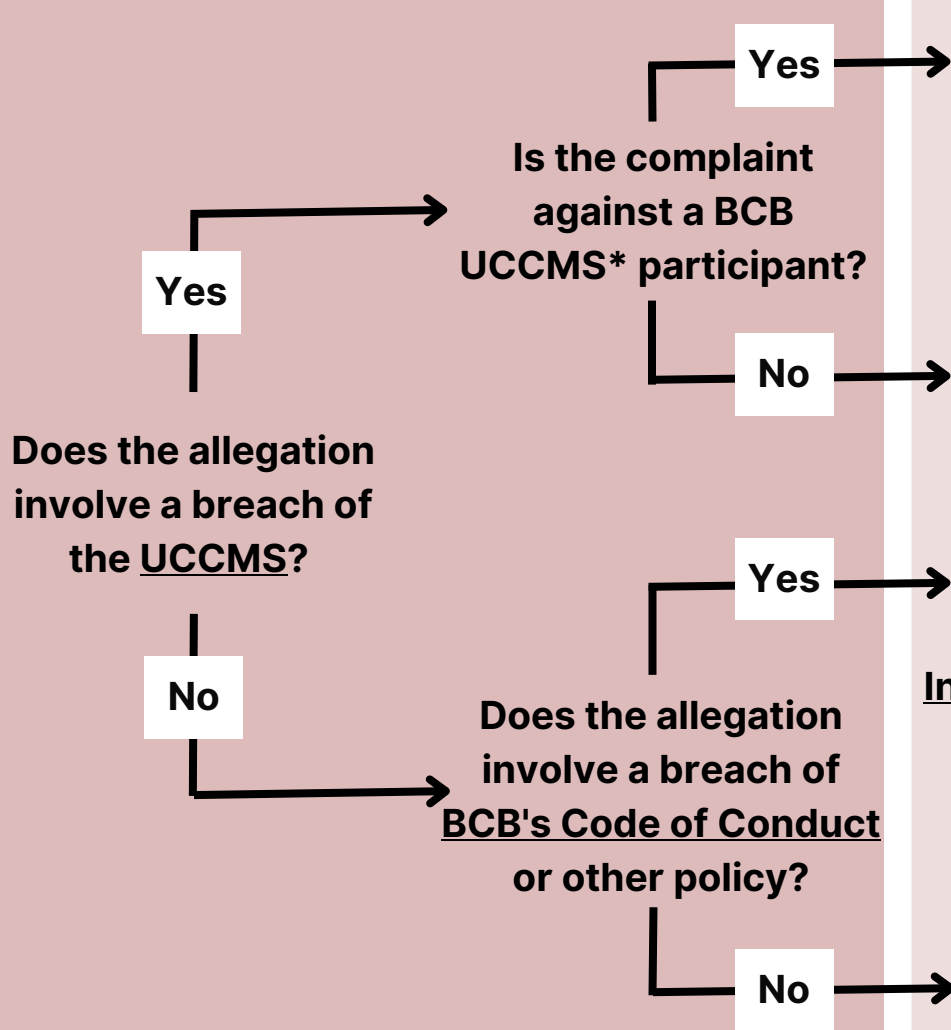 Yes
Is the complaint
against a BCB
UCCMS* participant?
Yes
No
Does the allegation
involve a breach of
the UCCMS?
Yes
No
Does the allegation
involve a breach of
BCB's Code of Conduct
or other policy?
No